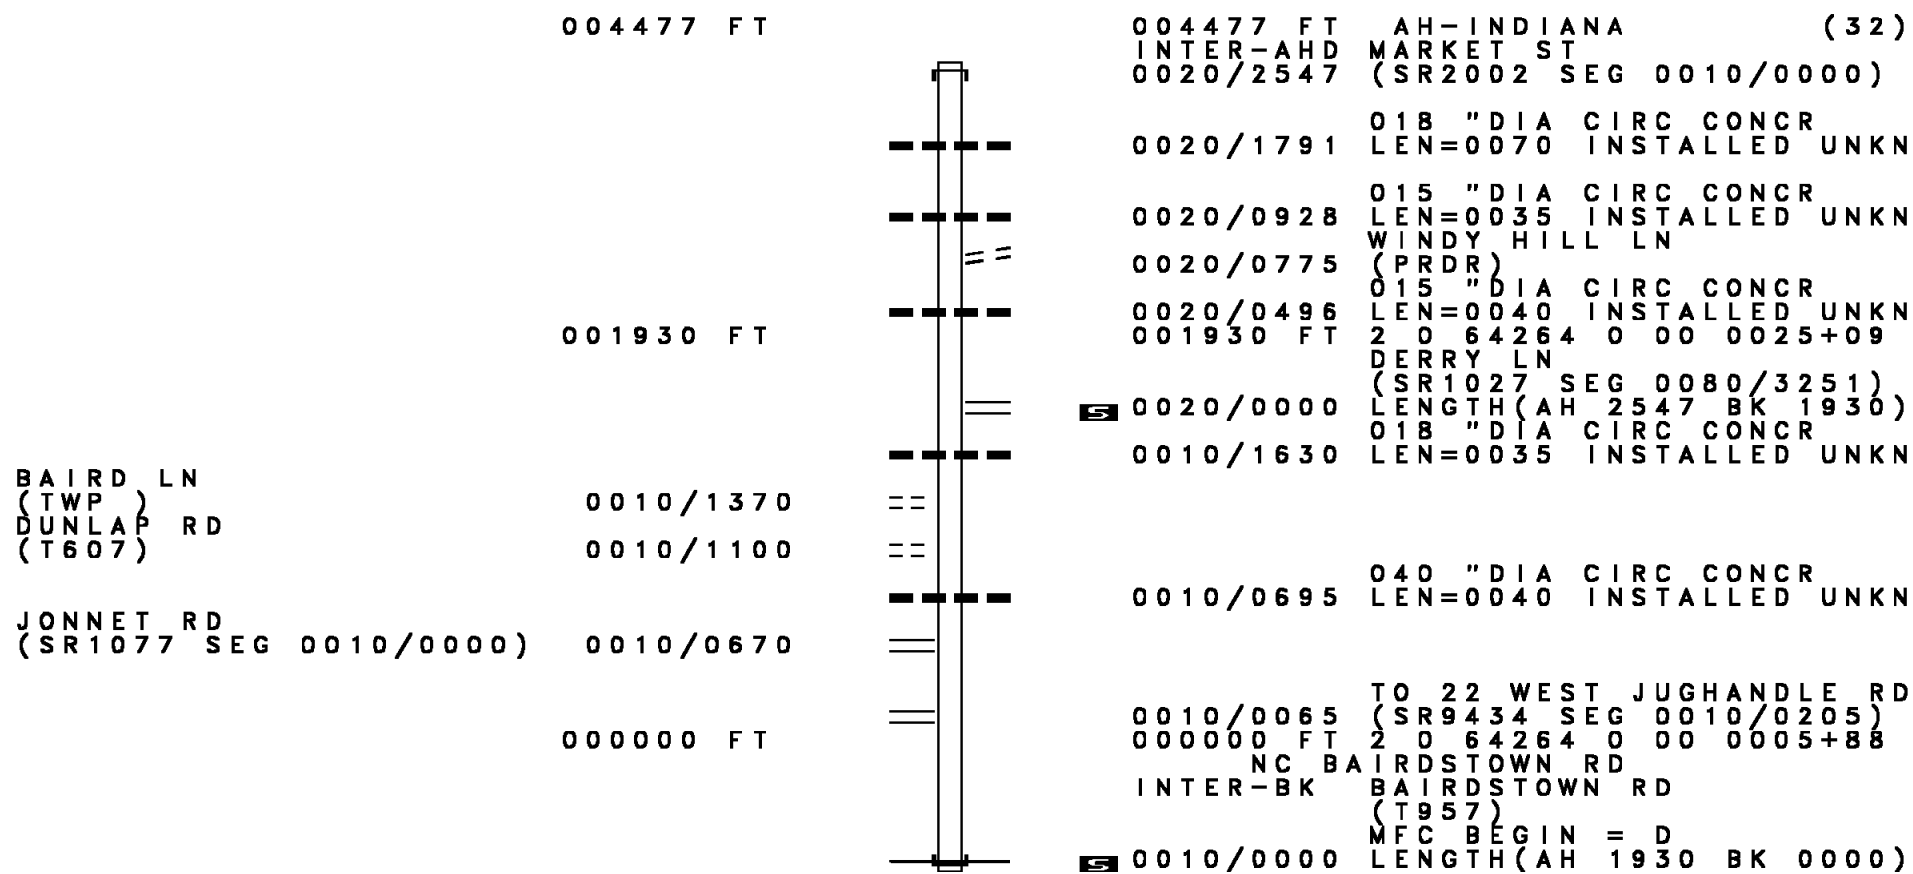 004477 FT 004477 FT AH-INDIANA (32)
INTER-AHD MARKET ST
0020/2547 (SR2002 SEG 0010/0000)
018 "DIA CIRC CONCR
0020/1791 LEN=0070 INSTALLED UNKN
015 "DIA CIRC CONCR
0020/0928 LEN=0035 INSTALLED UNKN
WINDY HILL LN
0020/0775 (PRDR)
015 "DIA CIRC CONCR
0020/0496 LEN=0040 INSTALLED UNKN
001930 FT 001930 FT 2 0 64264 0 00 0025+09
DERRY LN
(SR1027 SEG 0080/3251)
S 0020/0000 LENGTH(AH 2547 BK 1930)
018 "DIA CIRC CONCR
0010/1630 LEN=0035 INSTALLED UNKN
BAIRD LN
(TWP ) 0010/1370
DUNLAP RD
(T607) 0010/1100
040 "DIA CIRC CONCR
0010/0695 LEN=0040 INSTALLED UNKN
JONNET RD
(SR1077 SEG 0010/0000) 0010/0670
TO 22 WEST JUGHANDLE RD
0010/0065 (SR9434 SEG 0010/0205)
000000 FT 000000 FT 2 0 64264 0 00 0005+88
NC BAIRDSTOWN RD
INTER-BK BAIRDSTOWN RD
(T957)
MFC BEGIN = D
S 0010/0000 LENGTH(AH 1930 BK 0000)